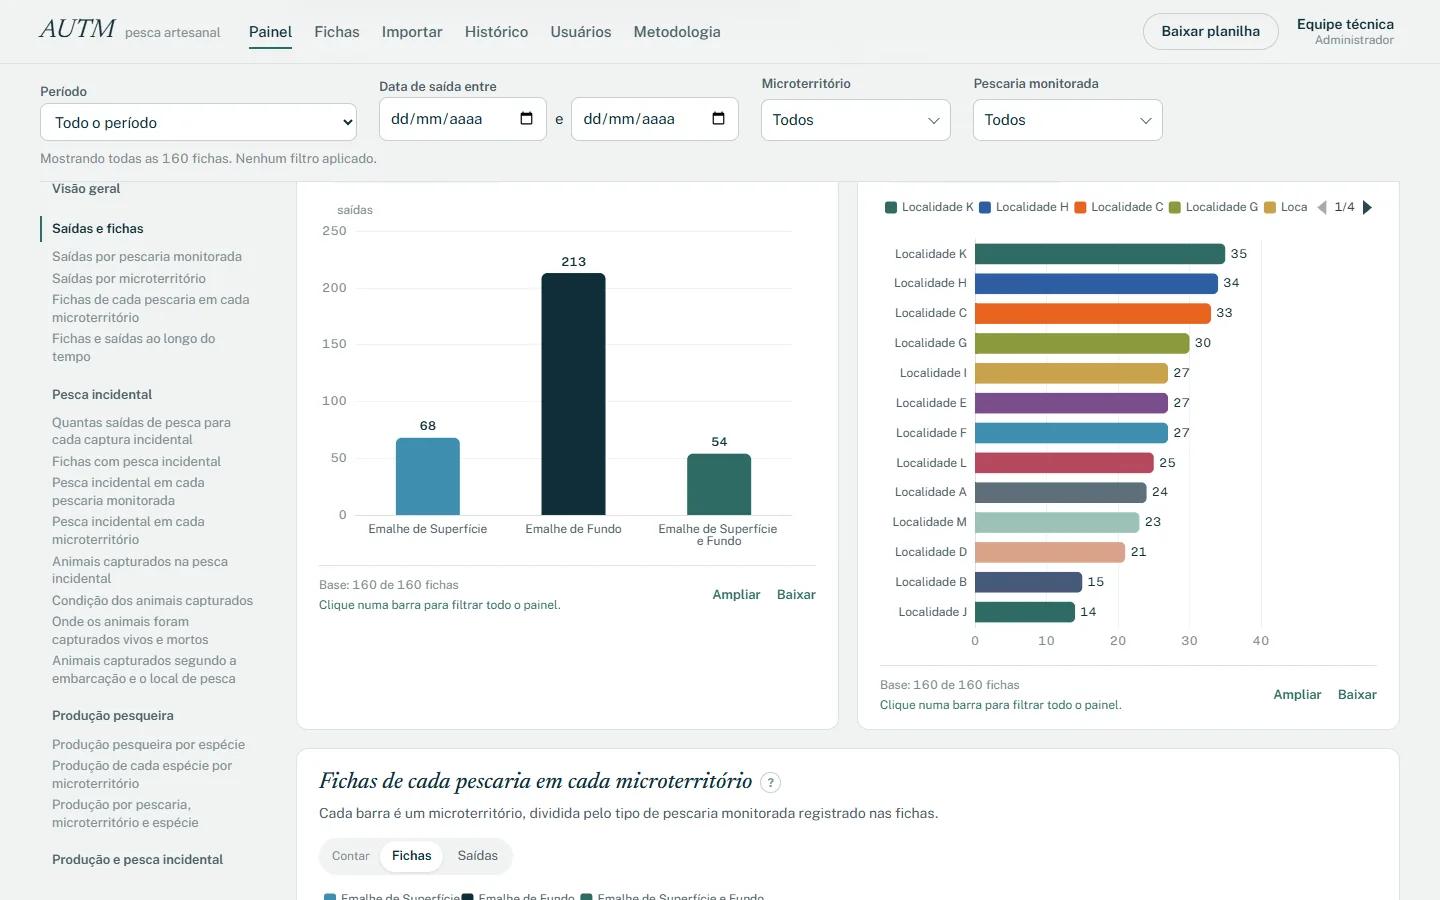 AUTM pesca artesanal Painel Fichas Importar Histórico Usuários Metodologia Baixar planilha Equipe técnica
Administrador
Período
Todo o período
Data de saída entre
dd/mm/aaaa e dd/mm/aaaa
Microterritório
Todos
Pescaria monitorada
Todos
Mostrando todas as 160 fichas. Nenhum filtro aplicado.
Visão geral
Saídas e fichas
Saídas por pescaria monitorada
Saídas por microterritório
Fichas de cada pescaria em cada
microterritório
Fichas e saídas ao longo do
tempo
Pesca incidental
Quantas saídas de pesca para
cada captura incidental
Fichas com pesca incidental
Pesca incidental em cada
pescaria monitorada
Pesca incidental em cada
microterritório
Animais capturados na pesca
incidental
Condição dos animais capturados
Onde os animais foram
capturados vivos e mortos
Animais capturados segundo a
embarcação e o local de pesca
Produção pesqueira
Produção pesqueira por espécie
Produção de cada espécie por
microterritório
Produção por pescaria,
microterritório e espécie
Produção e pesca incidental
saídas
250
200
150
100
50
0
68
213
54
Emalhe de Superfície
Emalhe de Fundo
Emalhe de Superfície
e Fundo
Base: 160 de 160 fichas
Clique numa barra para filtrar todo o painel.
Ampliar Baixar
Localidade K Localidade H Localidade C Localidade G Loca 1/4
Localidade K 35
Localidade H 34
Localidade C 33
Localidade G 30
Localidade I 27
Localidade E 27
Localidade F 27
Localidade L 25
Localidade A 24
Localidade M 23
Localidade D 21
Localidade B 15
Localidade J 14
0 10 20 30 40
Base: 160 de 160 fichas
Clique numa barra para filtrar todo o painel.
Ampliar Baixar
Fichas de cada pescaria em cada microterritório ?
Cada barra é um microterritório, dividida pelo tipo de pescaria monitorada registrado nas fichas.
Contar Fichas Saídas
Emalhe de Superfície Emalhe de Fundo Emalhe de Superfície e Fundo